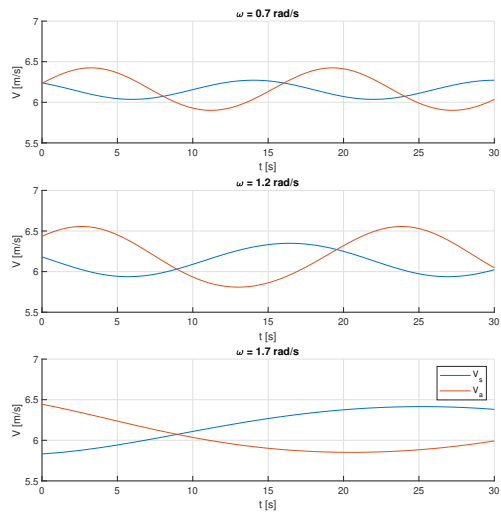 ω = 0.7 rad/s
7
6.5
6
5.5
V [m/s]
0 5 10 15 20 25 30
t [s]
ω = 1.2 rad/s
7
6.5
6
5.5
V [m/s]
0 5 10 15 20 25 30
t [s]
ω = 1.7 rad/s
7
6.5
6
5.5
V [m/s]
V_s
V_a
0 5 10 15 20 25 30
t [s]